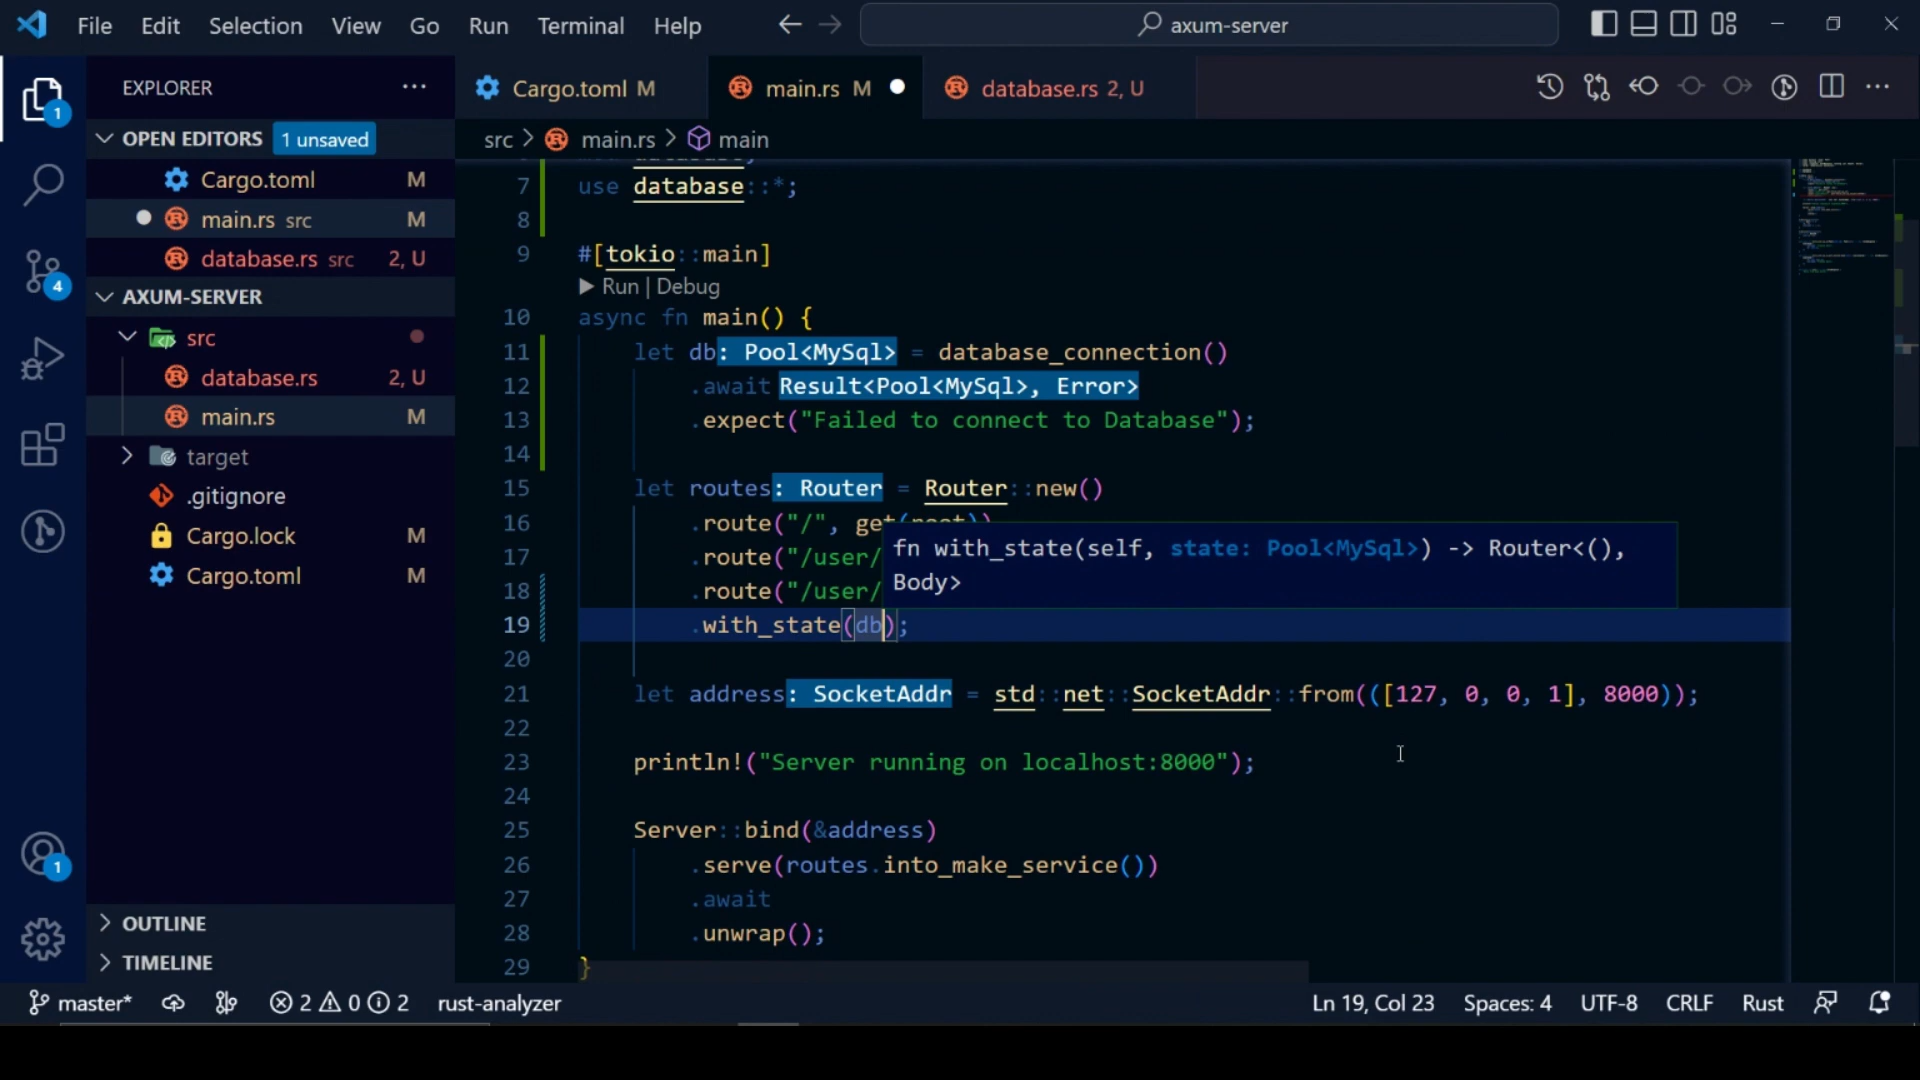 File Edit Selection View Go Run Terminal Help
axum-server
EXPLORER
OPEN EDITORS 1 unsaved
Cargo.toml M
main.rs src M
database.rs src 2, U
AXUM-SERVER
src
database.rs 2, U
main.rs M
target
.gitignore
Cargo.lock M
Cargo.toml M
OUTLINE
TIMELINE
1
4
1
Cargo.toml M
main.rs M
database.rs 2, U
src > main.rs > main
7 use database::*;
8
9 #[tokio::main]
Run | Debug
10 async fn main() {
11 let db: Pool<MySql> = database_connection()
12 .await Result<Pool<MySql>, Error>
13 .expect("Failed to connect to Database");
14
15 let routes: Router = Router::new()
16 .route("/", get(root))
17 .route("/user/
18 .route("/user/
fn with_state(self, state: Pool<MySql>) -> Router<(),
Body>
19 .with_state(db);
20
21 let address: SocketAddr = std::net::SocketAddr::from(([127, 0, 0, 1], 8000));
22
23 println!("Server running on localhost:8000");
24
25 Server::bind(&address)
26 .serve(routes.into_make_service())
27 .await
28 .unwrap();
29 }
master* 2 0 2 rust-analyzer
Ln 19, Col 23 Spaces: 4 UTF-8 CRLF Rust